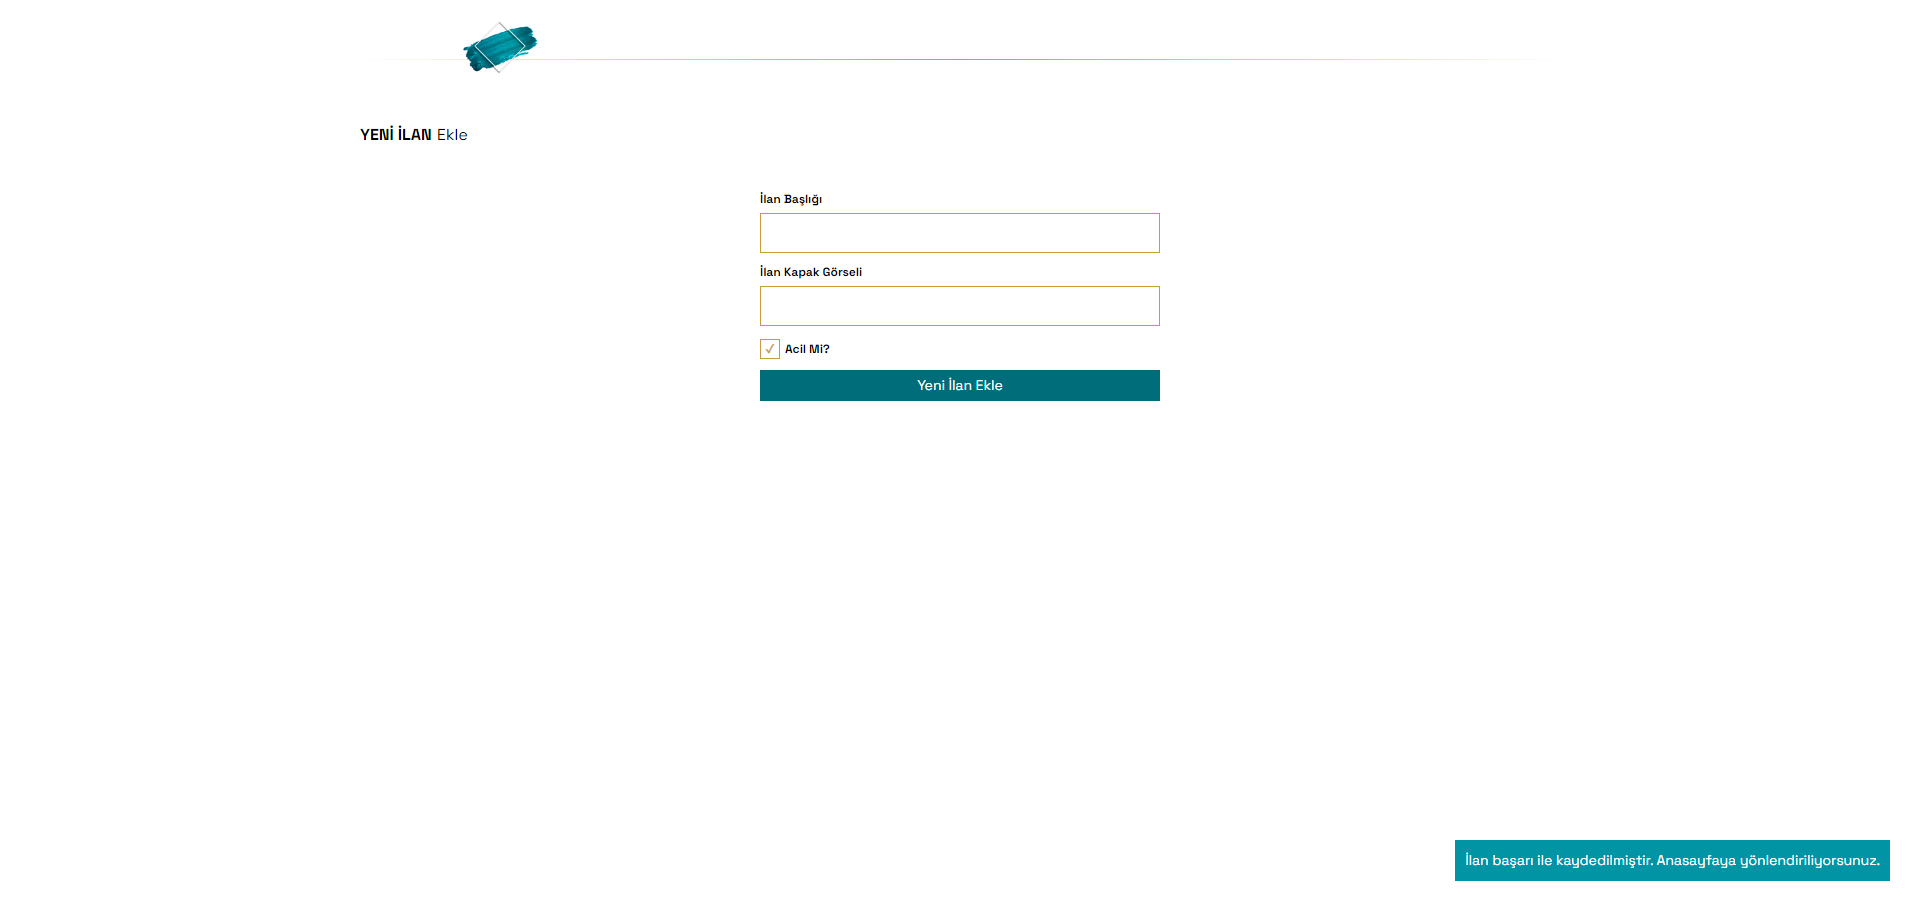 YENİ İLAN Ekle
İlan Başlığı
İlan Kapak Görseli
Acil Mi?
Yeni İlan Ekle
İlan başarı ile kaydedilmiştir. Anasayfaya yönlendiriliyorsunuz.